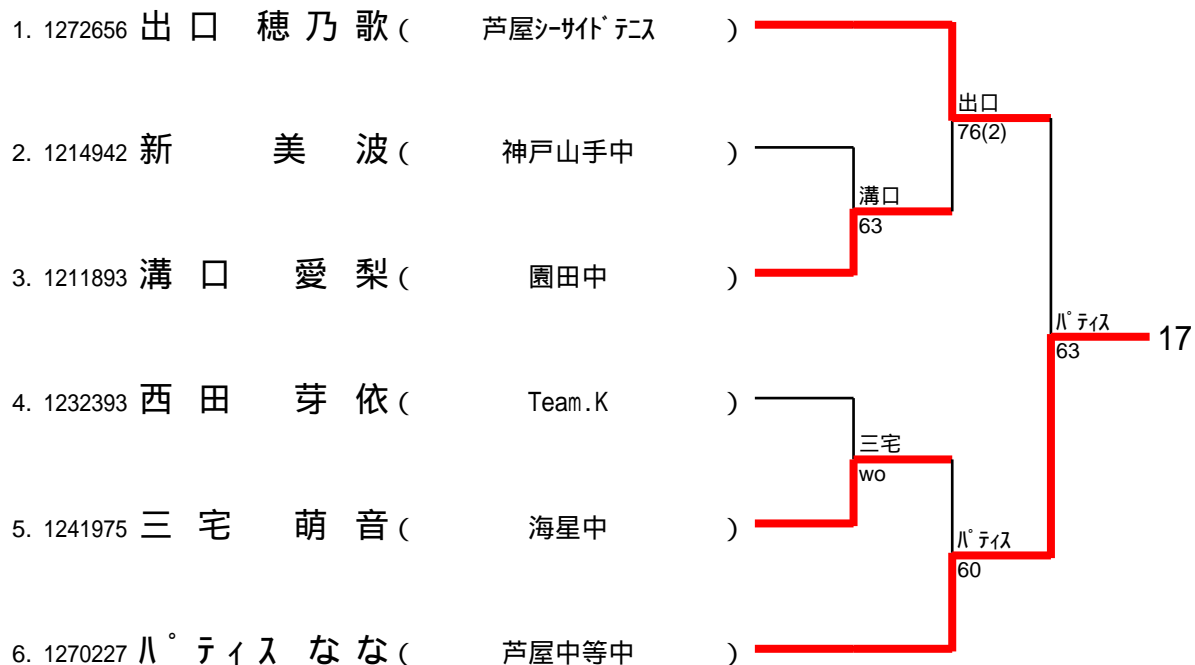 1. 1272656 出口 穂乃歌 ( 芦屋シーサイドテニス )
出口
76(2)
2. 1214942 新 美波 ( 神戸山手中 )
溝口
63
3. 1211893 溝口 愛梨 ( 園田中 )
パティス
63
17
4. 1232393 西田 芽依 ( Team.K )
三宅
wo
5. 1241975 三宅 萌音 ( 海星中 )
パティス
60
6. 1270227 パティス なな ( 芦屋中等中 )